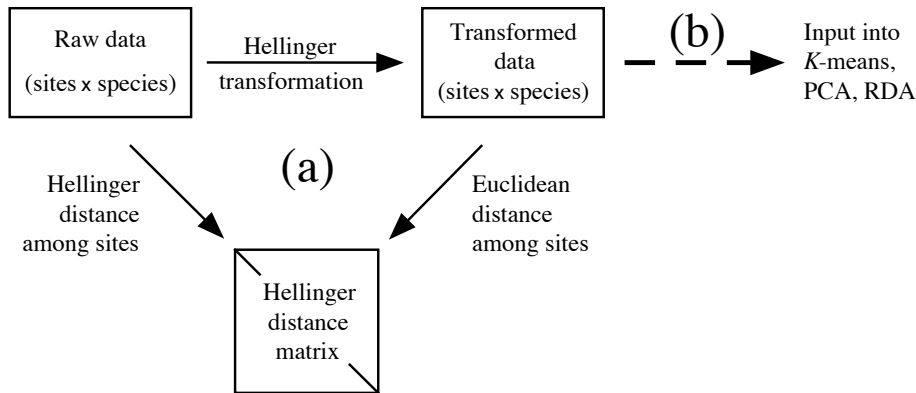 Raw data
(sites x species)
Hellinger
transformation
Transformed
data
(sites x species)
(b)
Input into
K-means,
PCA, RDA
(a)
Hellinger
distance
among sites
Euclidean
distance
among sites
Hellinger
distance
matrix